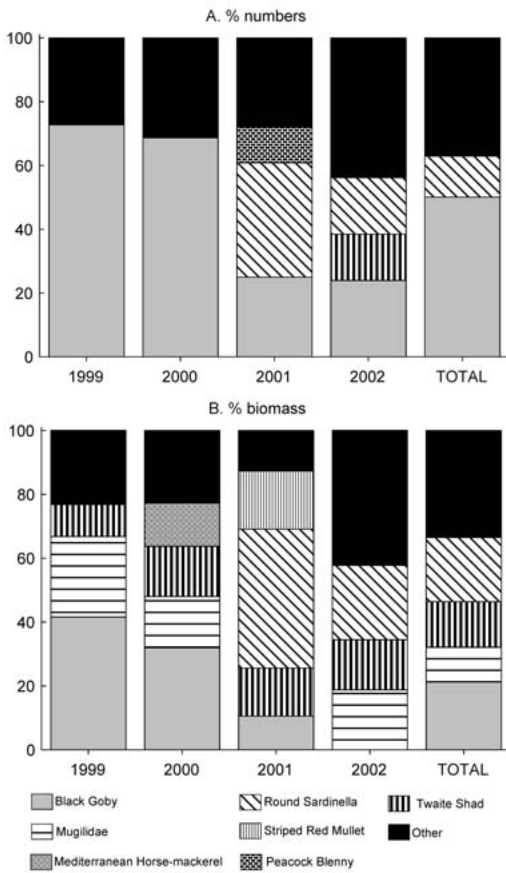 A. % numbers
100
80
60
40
20
0
1999 2000 2001 2002 TOTAL
B. % biomass
100
80
60
40
20
0
1999 2000 2001 2002 TOTAL
Black Goby Round Sardinella Twaite Shad
Mugilidae Striped Red Mullet Other
Mediterranean Horse-mackerel Peacock Blenny